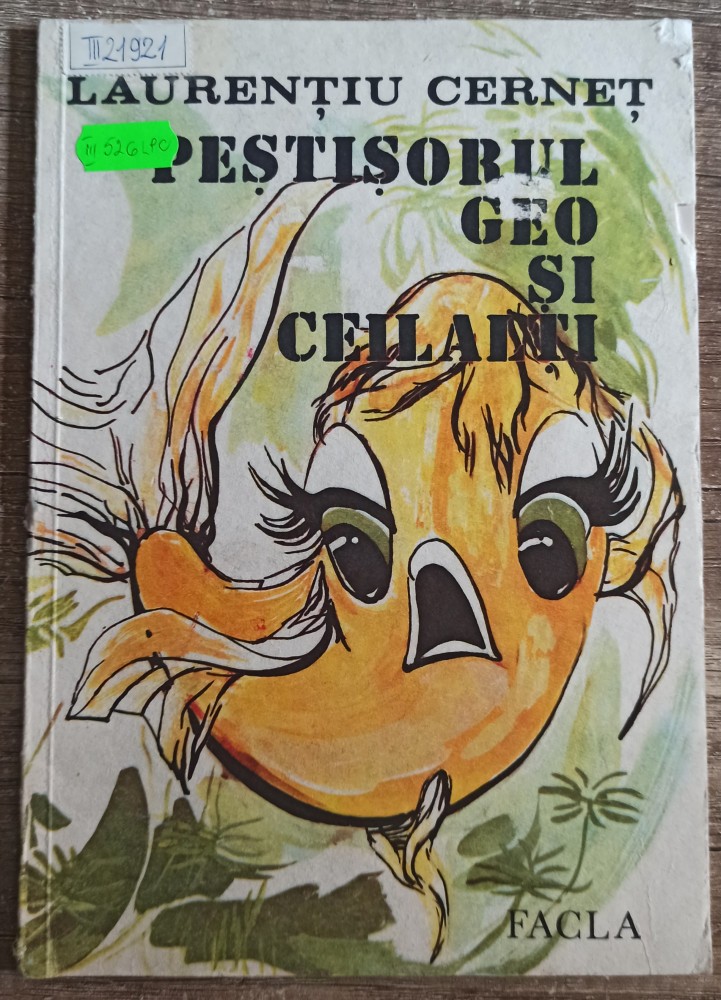 III 21921
LAURENȚIU CERNEȚ
III 526 LPC
PEȘTIȘORUL
GEO
ȘI
CEILALȚI
FACLA